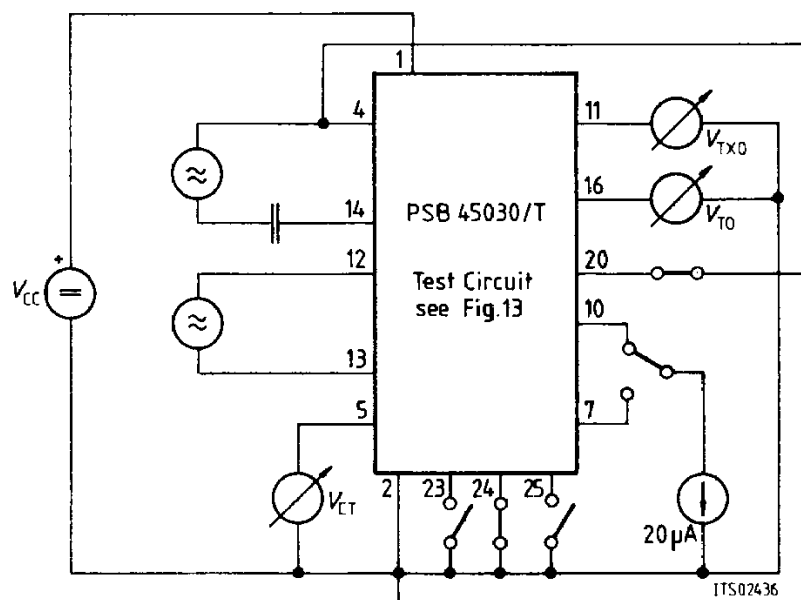 1
4
11
V_TXO
14
16
PSB 45030/T
V_TO
12
20
Test Circuit
see Fig.13
+
V_CC
=
10
13
5
7
2
23
24
25
V_ET
20µA
ITS02436